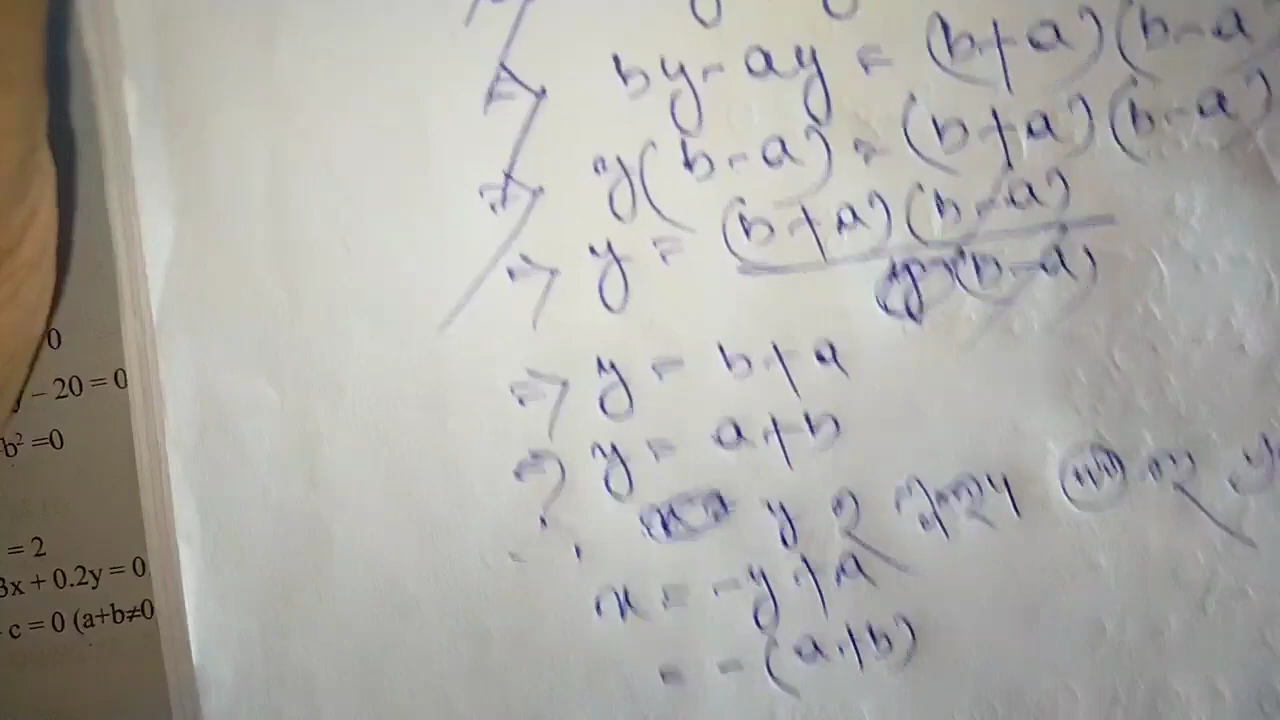 by - ay = (b+a)(b-a
y(b-a) = (b+a)(b-a)
⇒ y = (b+a)(b-a) / (b-a)
⇒ y = b+a
⇒ y = a+b
x = -y+a
= -(a+b)
0
- 20 = 0
b² =0
= 2
3x + 0.2y = 0
c = 0 (a+b≠0